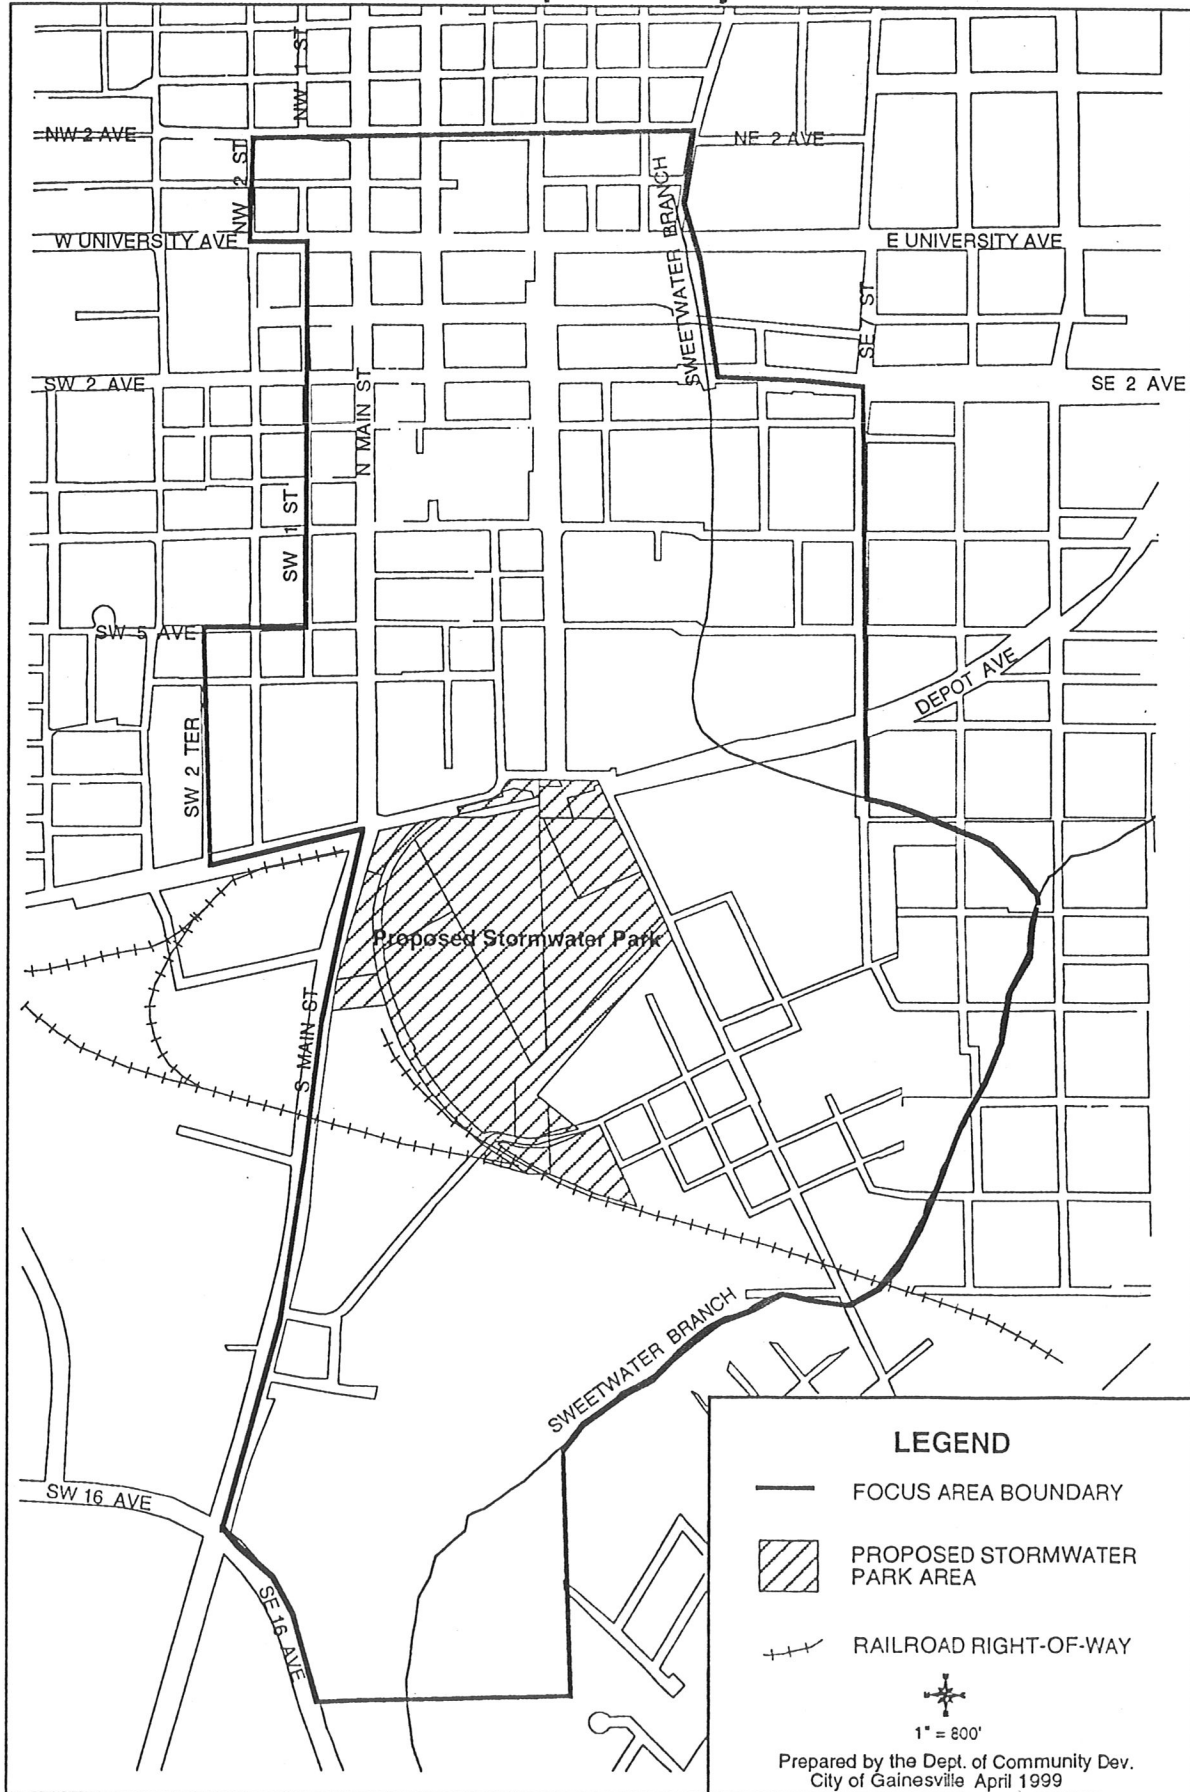 NW 1 ST
NW 2 AVE
NE 2 AVE
NW 2 ST
SWEETWATER BRANCH
W UNIVERSITY AVE
E UNIVERSITY AVE
SE 7 ST
SW 2 AVE
SE 2 AVE
N MAIN ST
SW 1 ST
SW 5 AVE
DEPOT AVE
SW 2 TER
Proposed Stormwater Park
S MAIN ST
SWEETWATER BRANCH
SW 16 AVE
SE 16 AVE
LEGEND
FOCUS AREA BOUNDARY
PROPOSED STORMWATER
PARK AREA
RAILROAD RIGHT-OF-WAY
1" = 800'
Prepared by the Dept. of Community Dev.
City of Gainesville April 1999